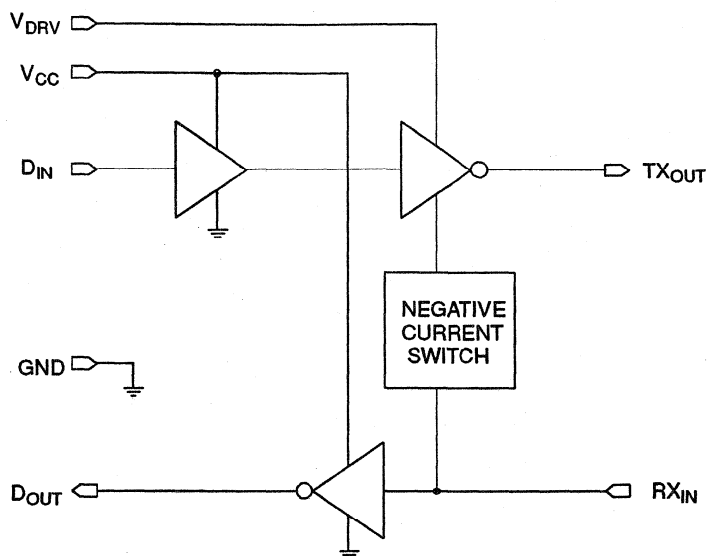 VDRV
VCC
DIN
TXOUT
NEGATIVE
CURRENT
SWITCH
GND
DOUT
RXIN